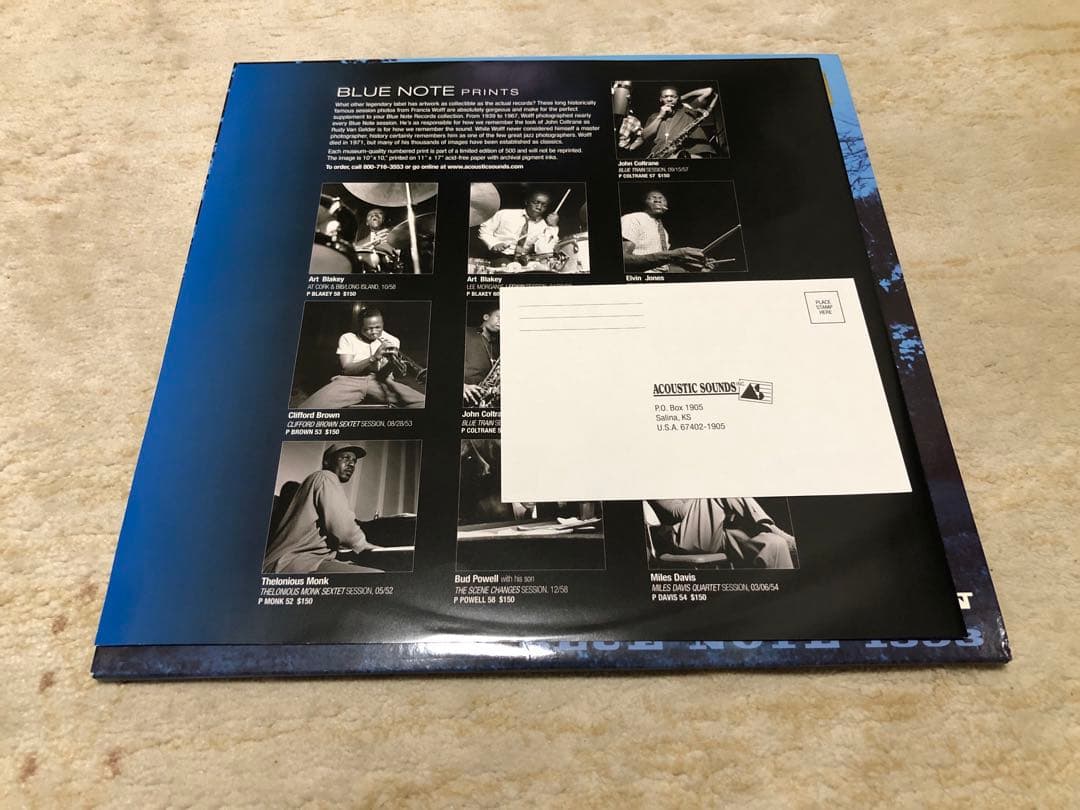 BLUE NOTE PRINTS
What other legendary label has artwork as collectible as the actual records? These long historically
famous session photos from Francis Wolff are absolutely gorgeous and make for the perfect
supplement to your Blue Note Records collection. From 1939 to 1967, Wolff photographed nearly
every Blue Note session. He's as responsible for how we remember the look of John Coltrane as
Rudy Van Gelder is for how we remember the sound. While Wolff never considered himself a master
photographer, history certainly remembers him as one of the few great jazz photographers. Wolff
died in 1971, but many of his thousands of images have been established as classics.
Each museum-quality numbered print is part of a limited edition of 500 and will not be reprinted.
The image is 10" x 10," printed on 11" x 17" acid-free paper with archival pigment inks.
To order, call 800-716-3553 or go online at www.acousticsounds.com
John Coltrane
BLUE TRAIN SESSION, 09/15/57
P COLTRANE 57 $150
Art Blakey
AT CORK & BIB/LONG ISLAND, 10/58
P BLAKEY 58 $150
Art Blakey
P BLAKEY 60
Elvin Jones
PLACE
STAMP
HERE
ACOUSTIC SOUNDS INC
P.O. Box 1905
Salina, KS
U.S.A. 67402-1905
Clifford Brown
CLIFFORD BROWN SEXTET SESSION, 08/28/53
P BROWN 53 $150
John Coltra
BLUE TRAIN S
P COLTRANE 5
Thelonious Monk
THELONIOUS MONK SEXTET SESSION, 05/52
P MONK 52 $150
Bud Powell with his son
THE SCENE CHANGES SESSION, 12/58
P POWELL 58 $150
Miles Davis
MILES DAVIS QUARTET SESSION, 03/06/54
P DAVIS 54 $150
BLUE NOTE 1593